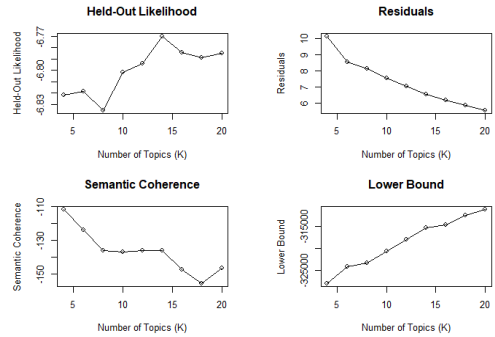 Held-Out Likelihood
Held-Out Likelihood
-6.77
-6.80
-6.83
5 10 15 20
Number of Topics (K)
Residuals
Residuals
10
9
8
7
6
5 10 15 20
Number of Topics (K)
Semantic Coherence
Semantic Coherence
-110
-130
-150
5 10 15 20
Number of Topics (K)
Lower Bound
Lower Bound
-315000
-325000
5 10 15 20
Number of Topics (K)